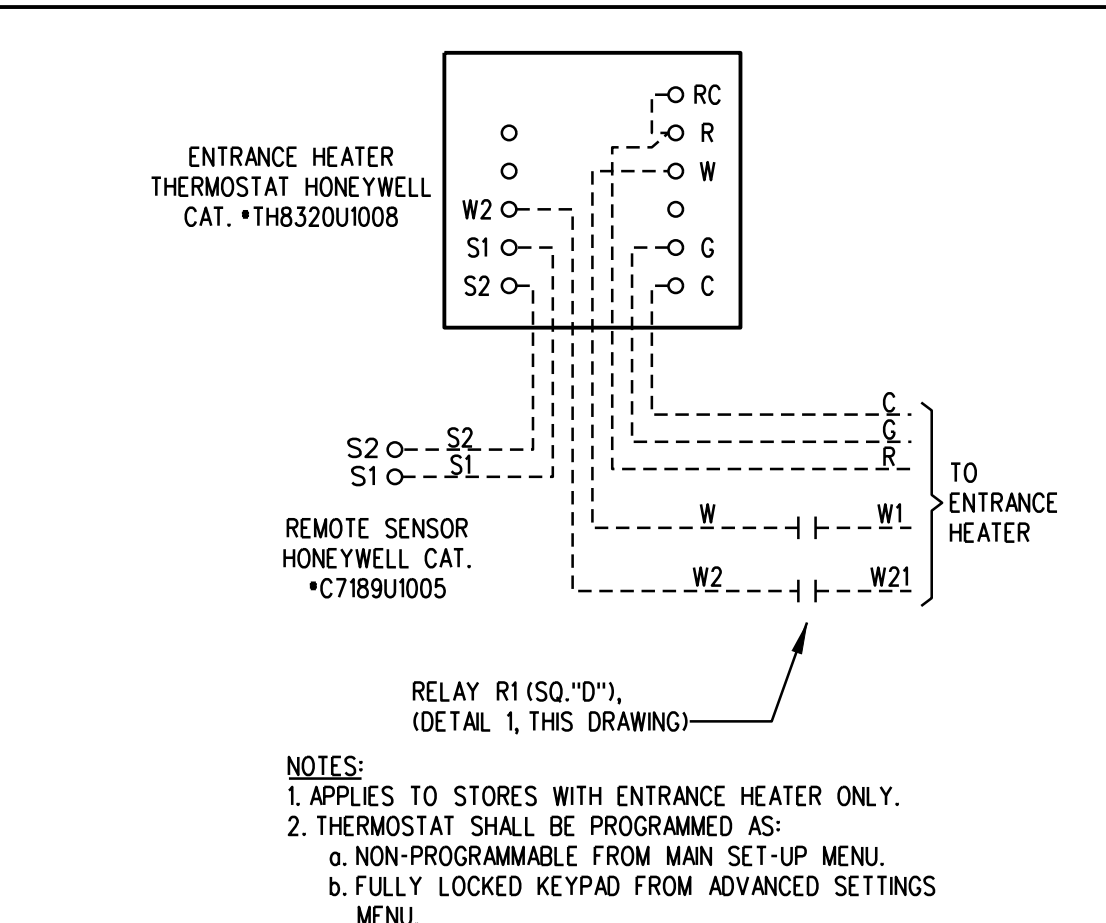 RC
R
ENTRANCE HEATER
THERMOSTAT HONEYWELL
CAT. •TH8320U1008
W
W2
S1
G
S2
C
C
G
R
S2
S2
S1
S1
TO
ENTRANCE
HEATER
W
W1
REMOTE SENSOR
HONEYWELL CAT.
•C7189U1005
W2
W21
RELAY R1 (SQ."D"),
(DETAIL 1, THIS DRAWING)
NOTES:
1. APPLIES TO STORES WITH ENTRANCE HEATER ONLY.
2. THERMOSTAT SHALL BE PROGRAMMED AS:
a. NON-PROGRAMMABLE FROM MAIN SET-UP MENU.
b. FULLY LOCKED KEYPAD FROM ADVANCED SETTINGS
MENU.